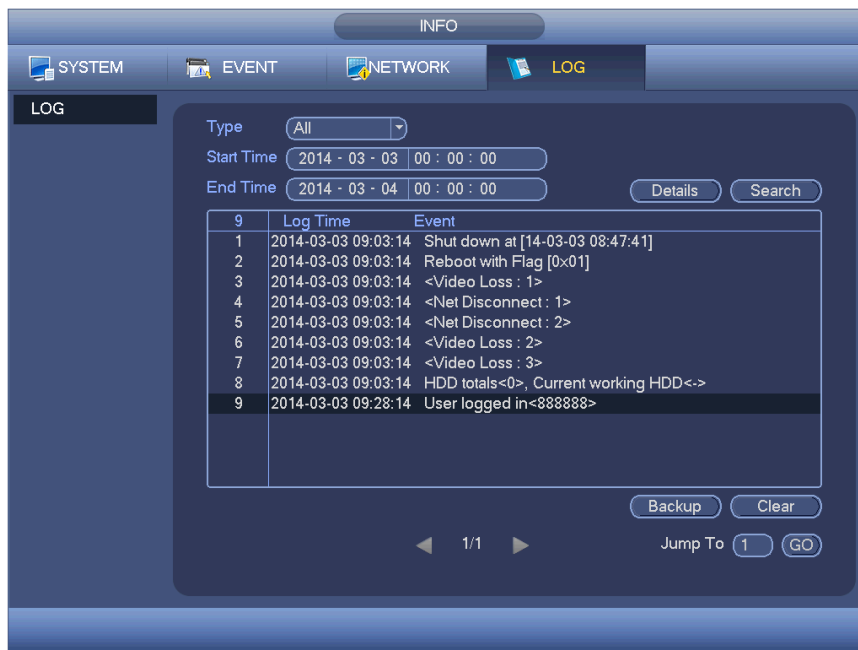 INFO
SYSTEM EVENT NETWORK LOG
LOG
Type All
Start Time 2014 - 03 - 03 00 : 00 : 00
End Time 2014 - 03 - 04 00 : 00 : 00 Details Search
9 Log Time Event
1 2014-03-03 09:03:14 Shut down at [14-03-03 08:47:41]
2 2014-03-03 09:03:14 Reboot with Flag [0x01]
3 2014-03-03 09:03:14 <Video Loss : 1>
4 2014-03-03 09:03:14 <Net Disconnect : 1>
5 2014-03-03 09:03:14 <Net Disconnect : 2>
6 2014-03-03 09:03:14 <Video Loss : 2>
7 2014-03-03 09:03:14 <Video Loss : 3>
8 2014-03-03 09:03:14 HDD totals<0>, Current working HDD<->
9 2014-03-03 09:28:14 User logged in<888888>
Backup Clear
1/1 Jump To 1 GO